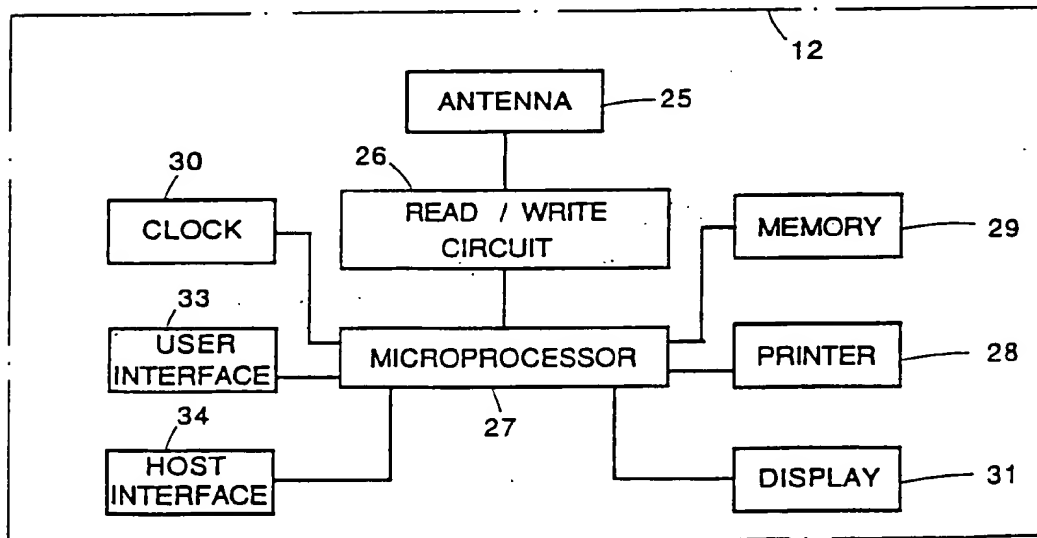 12
ANTENNA
25
26
READ / WRITE
CIRCUIT
30
CLOCK
MEMORY
29
33
USER
INTERFACE
MICROPROCESSOR
27
PRINTER
28
34
HOST
INTERFACE
DISPLAY
31